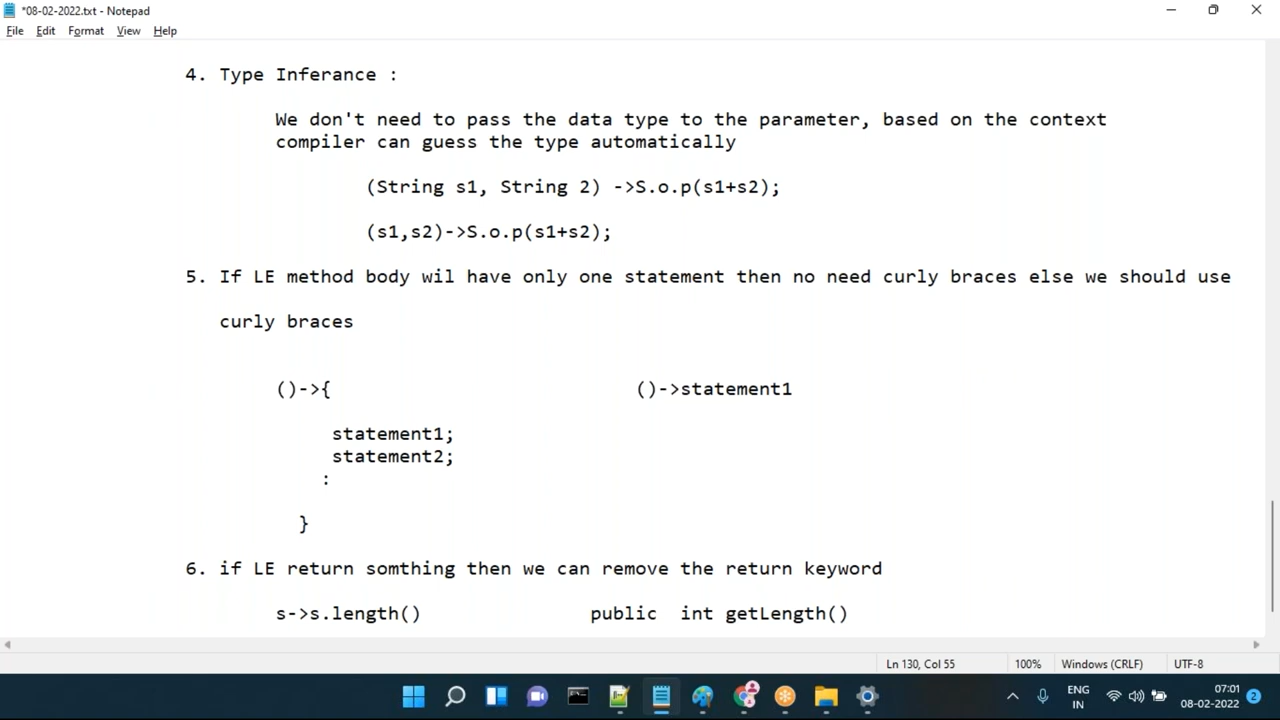 *08-02-2022.txt - Notepad
File Edit Format View Help
4. Type Inferance :
We don't need to pass the data type to the parameter, based on the context
compiler can guess the type automatically
(String s1, String 2) ->S.o.p(s1+s2);
(s1,s2)->S.o.p(s1+s2);
5. If LE method body wil have only one statement then no need curly braces else we should use
curly braces
()->{ ()->statement1
statement1;
statement2;
:
}
6. if LE return somthing then we can remove the return keyword
s->s.length() public int getLength()
Ln 130, Col 55 100% Windows (CRLF) UTF-8
ENG 07:01
IN 08-02-2022 2